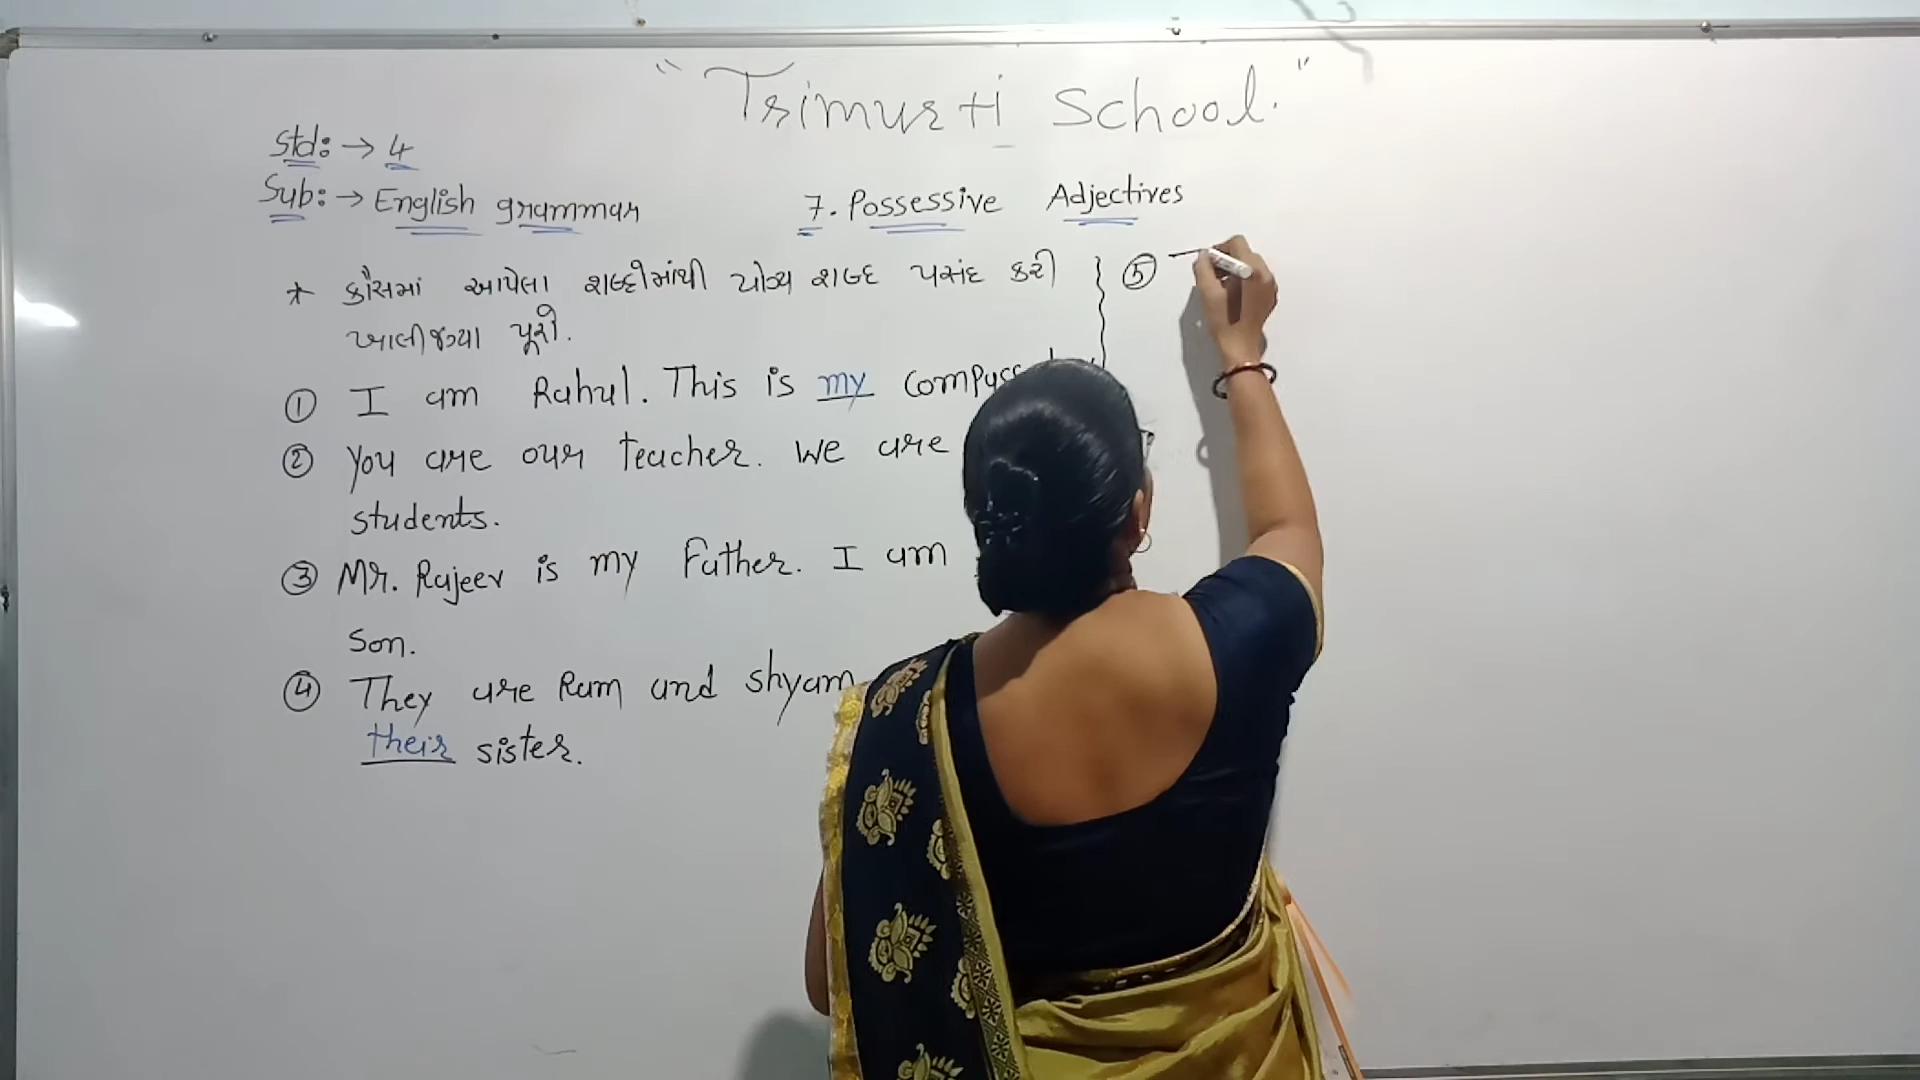 "Trimurti School."
Std:→ 4
Sub:→ English grammar
7. Possessive Adjectives
* કૌંસમાં આપેલા શબ્દોમાંથી યોગ્ય શબ્દ પસંદ કરી
ખાલીજગ્યા પૂરો.
① I am Rahul. This is my
② You are our teacher. We are
students.
③ Mr. Rajeev is my Father. I am
son.
④ They are Ram and shyam
their sister.
⑤